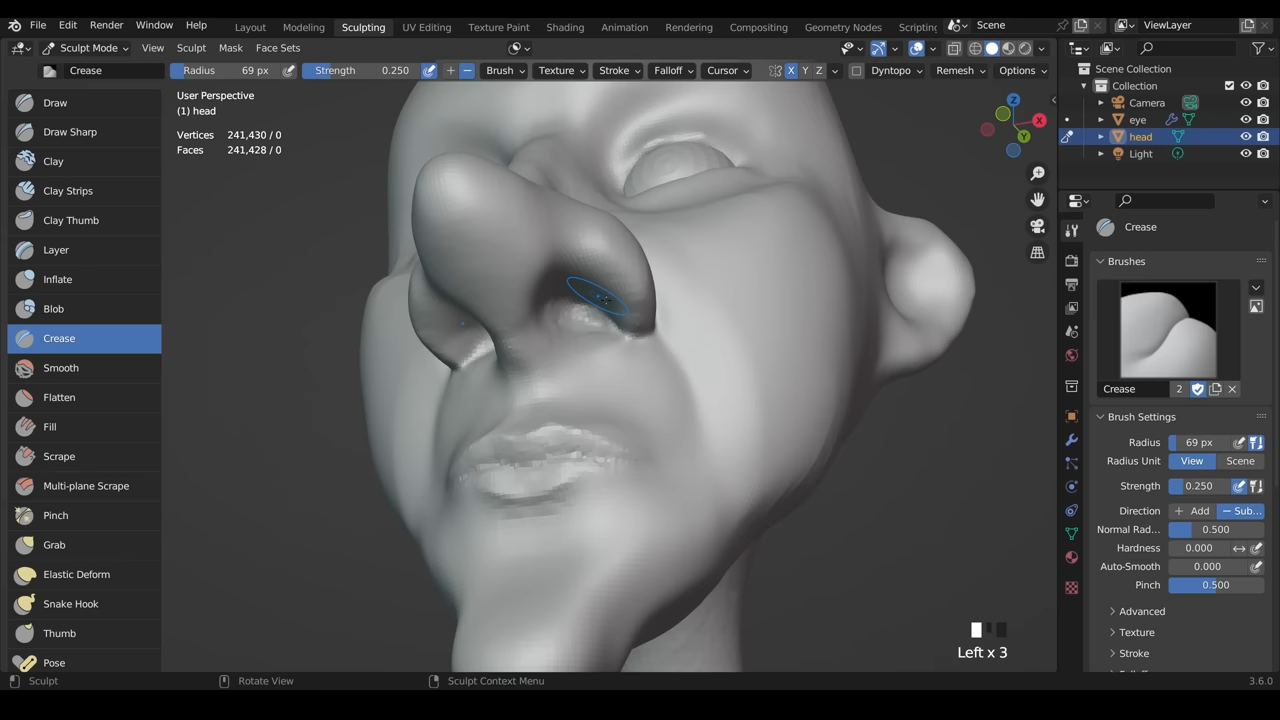 File Edit Render Window Help Layout Modeling Sculpting UV Editing Texture Paint Shading Animation Rendering Compositing Geometry Nodes Scripting Scene ViewLayer
Sculpt Mode View Sculpt Mask Face Sets
Crease Radius 69 px Strength 0.250 Brush Texture Stroke Falloff Cursor X Y Z Dyntopo Remesh Options
Scene Collection
Collection
Camera
eye
head
Light
User Perspective
(1) head
Vertices 241,430 / 0
Faces 241,428 / 0
X
Y
Z
Draw
Draw Sharp
Clay
Clay Strips
Clay Thumb
Layer
Inflate
Blob
Crease
Smooth
Flatten
Fill
Scrape
Multi-plane Scrape
Pinch
Grab
Elastic Deform
Snake Hook
Thumb
Pose
Crease
Brushes
Crease 2
Brush Settings
Radius 69 px
Radius Unit View Scene
Strength 0.250
Direction + Add − Sub...
Normal Rad... 0.500
Hardness 0.000
Auto-Smooth 0.000
Pinch 0.500
Advanced
Texture
Stroke
Left x 3
Sculpt Rotate View Sculpt Context Menu 3.6.0